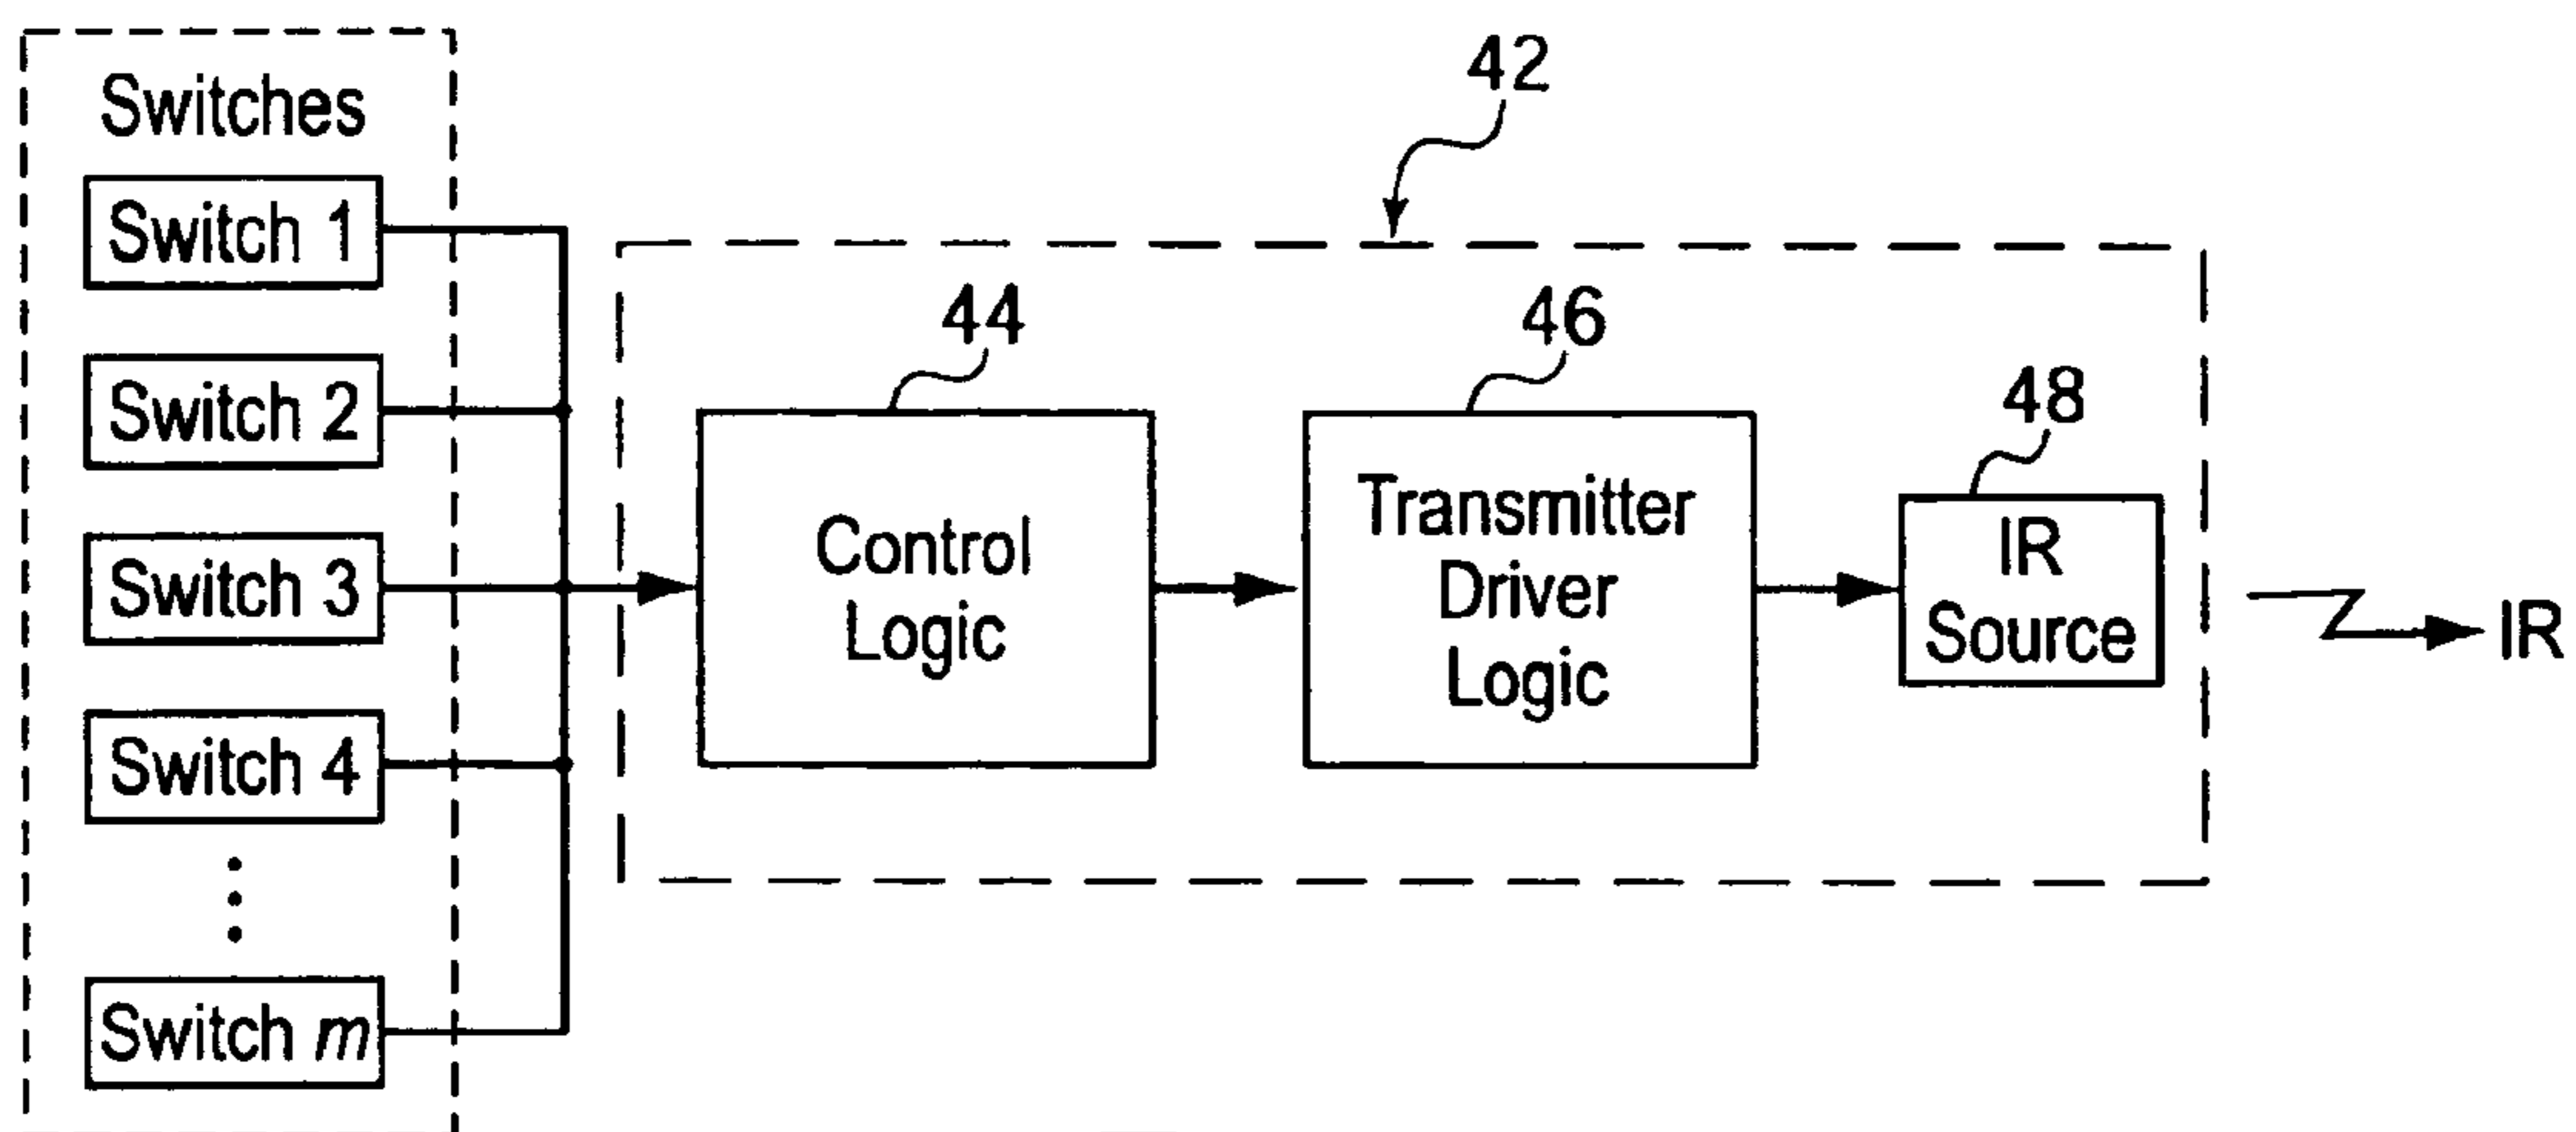 Switches
Switch 1
Switch 2
Switch 3
Switch 4
Switch m
42
44
Control
Logic
46
Transmitter
Driver
Logic
48
IR
Source
IR